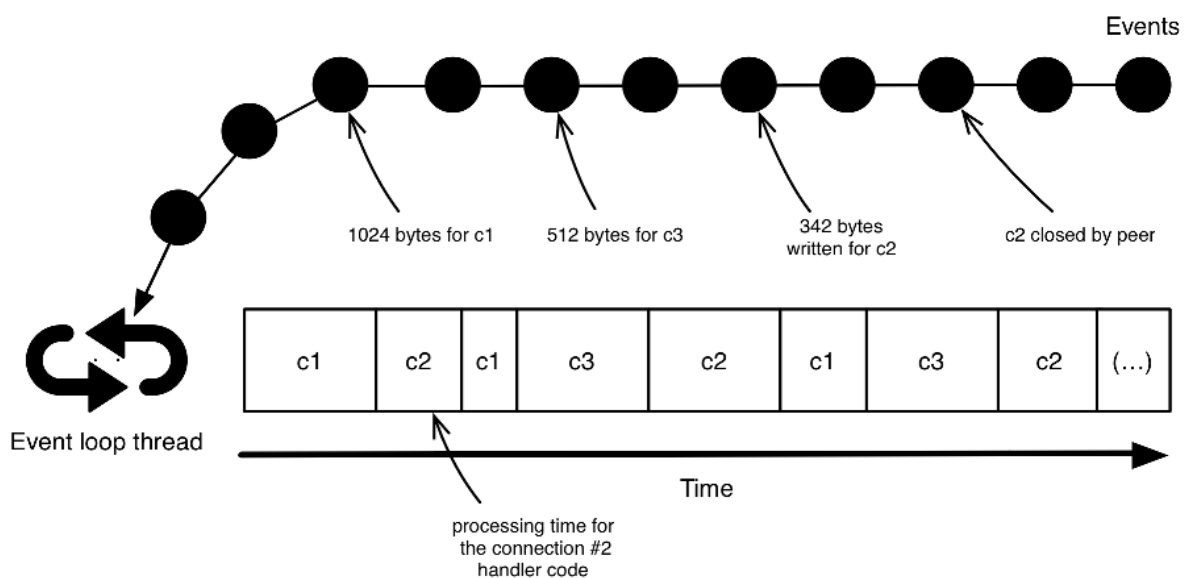 Events
1024 bytes for c1
512 bytes for c3
342 bytes
written for c2
c2 closed by peer
c1
c2
c1
c3
c2
c1
c3
c2
(...)
Event loop thread
Time
processing time for
the connection #2
handler code